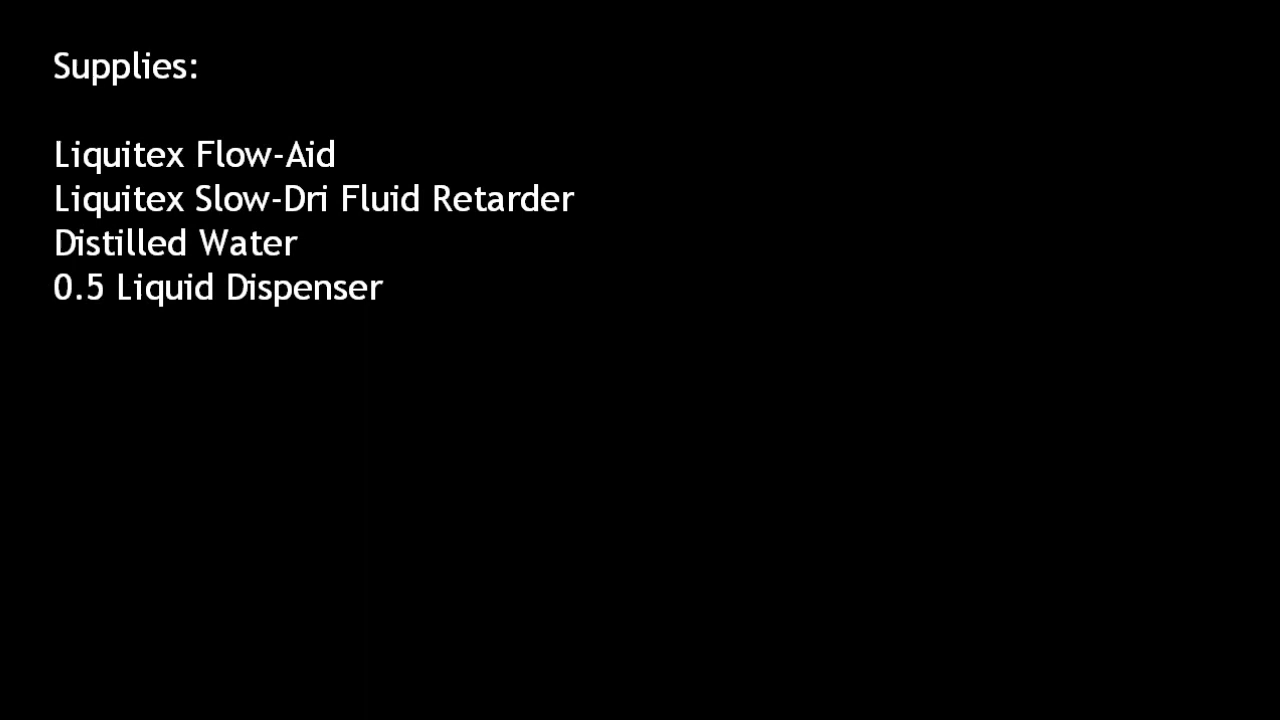 Supplies:
Liquitex Flow-Aid
Liquitex Slow-Dri Fluid Retarder
Distilled Water
0.5 Liquid Dispenser